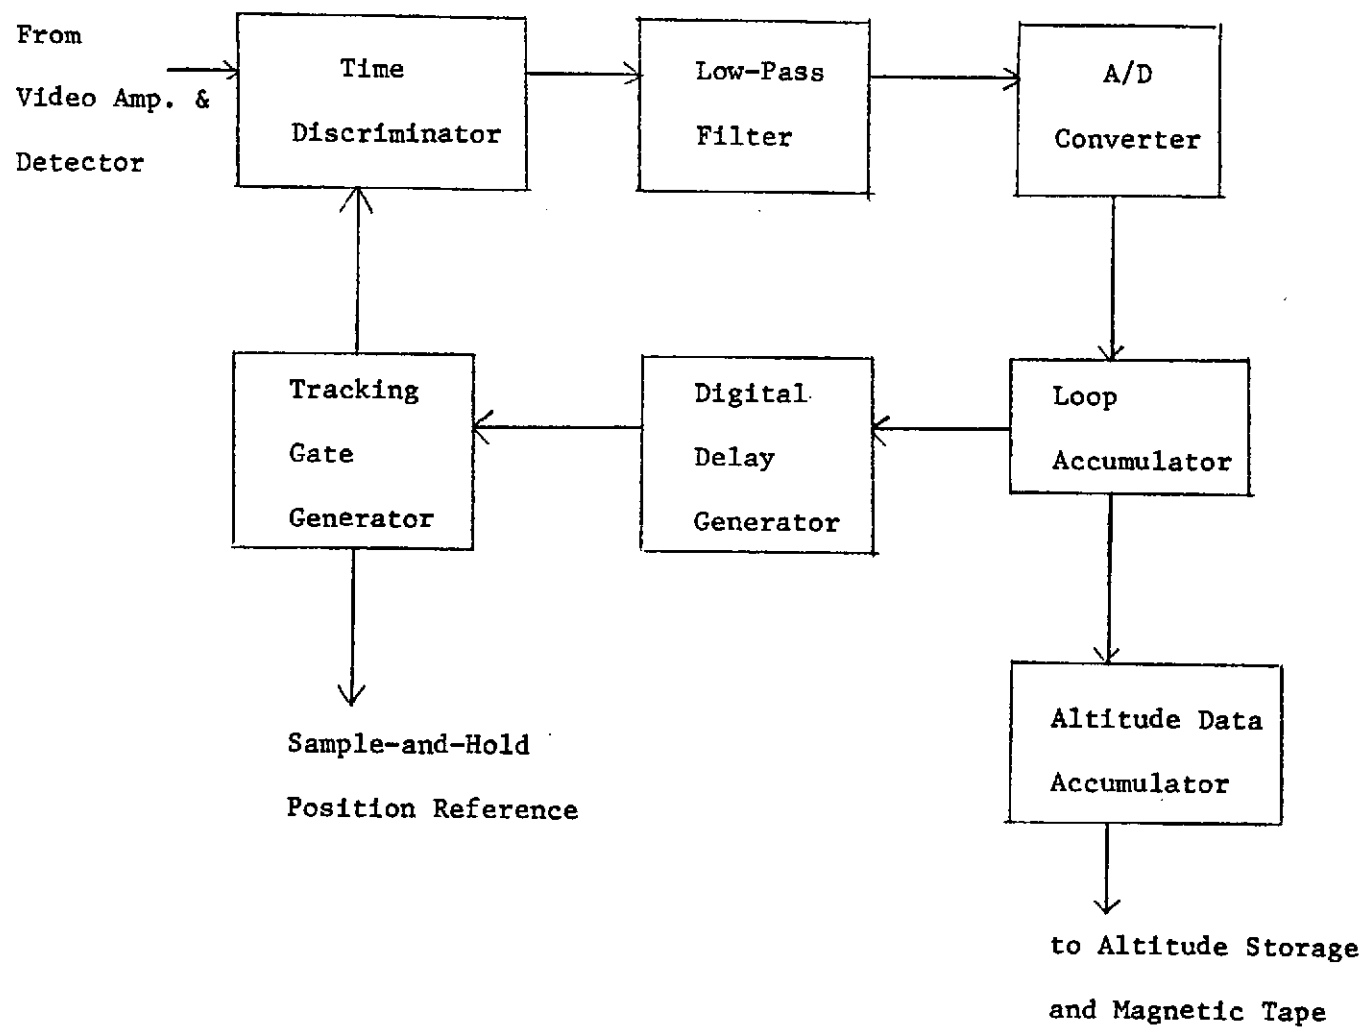 From
Video Amp. &
Detector
Time
Discriminator
Low-Pass
Filter
A/D
Converter
Tracking
Gate
Generator
Digital
Delay
Generator
Loop
Accumulator
Sample-and-Hold
Position Reference
Altitude Data
Accumulator
to Altitude Storage
and Magnetic Tape